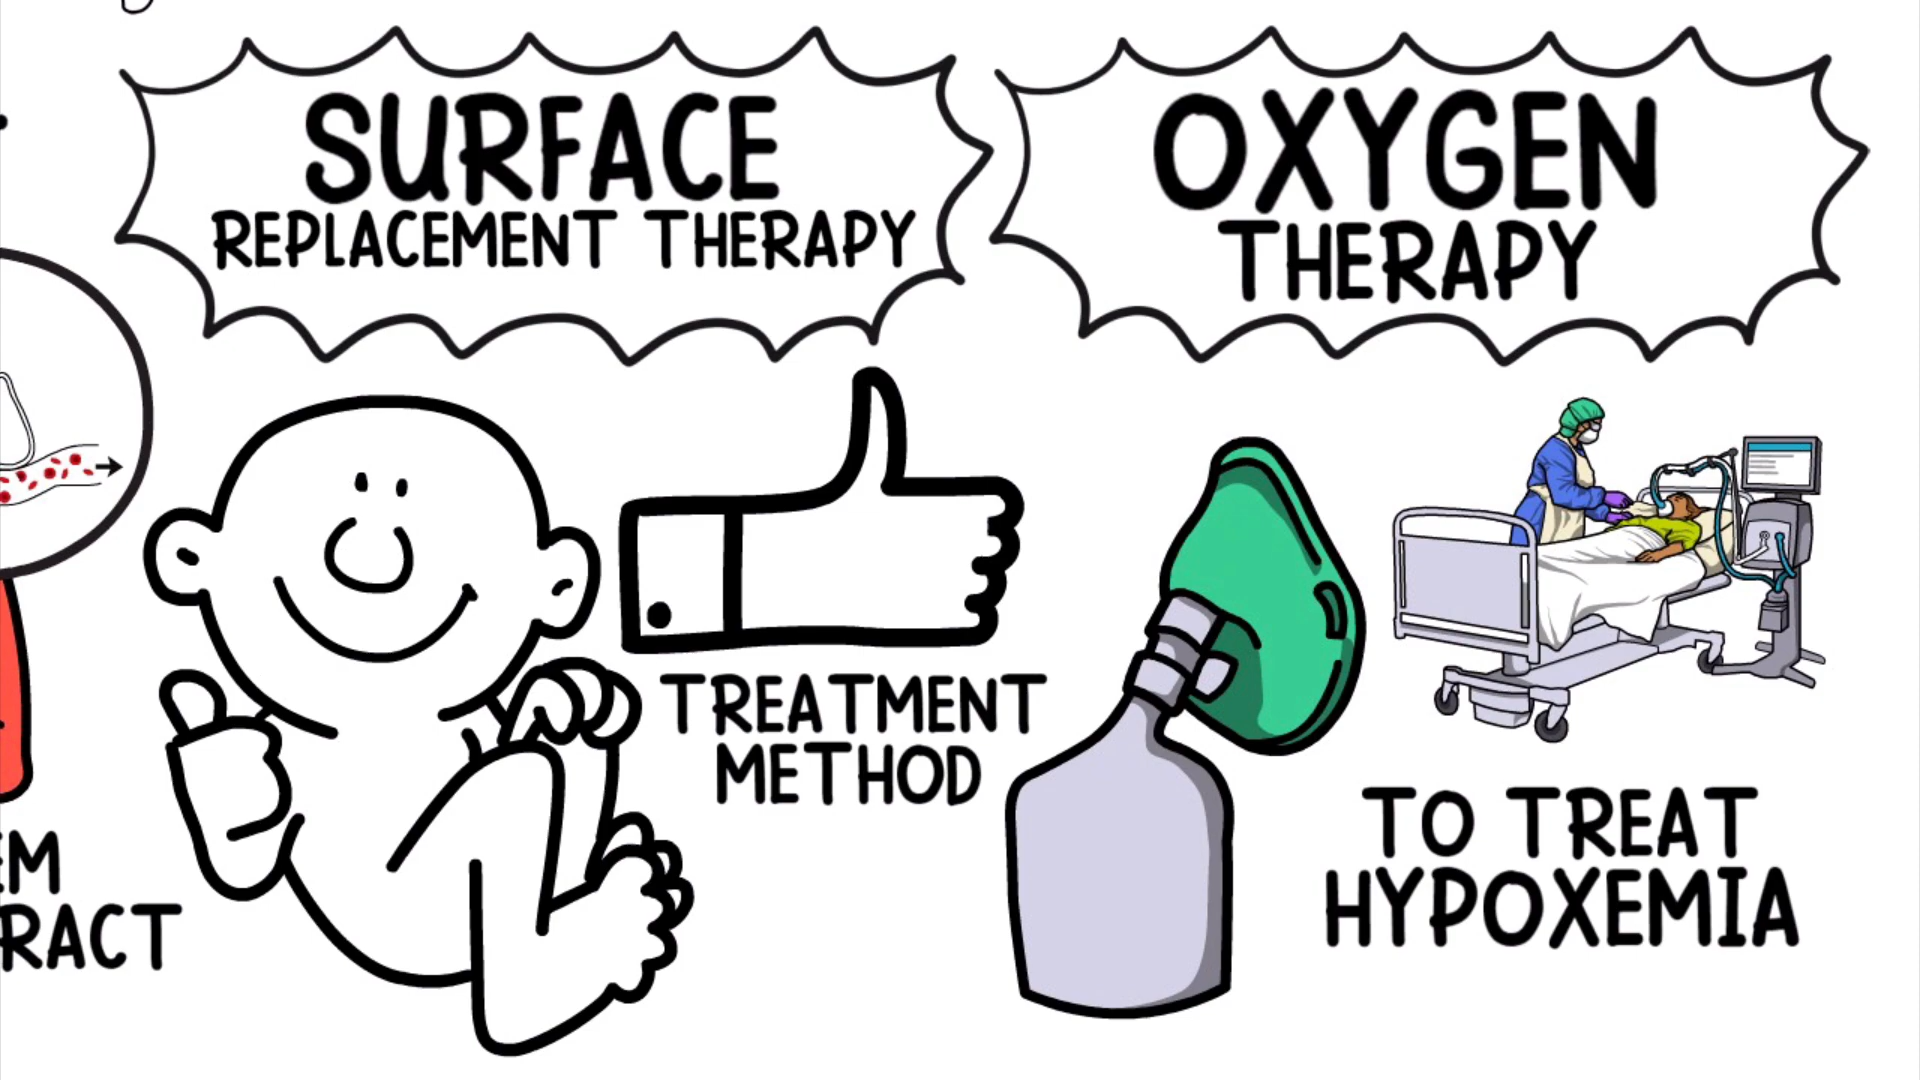 SURFACE
REPLACEMENT THERAPY
OXYGEN
THERAPY
TREATMENT
METHOD
TO TREAT
HYPOXEMIA
EM
RACT